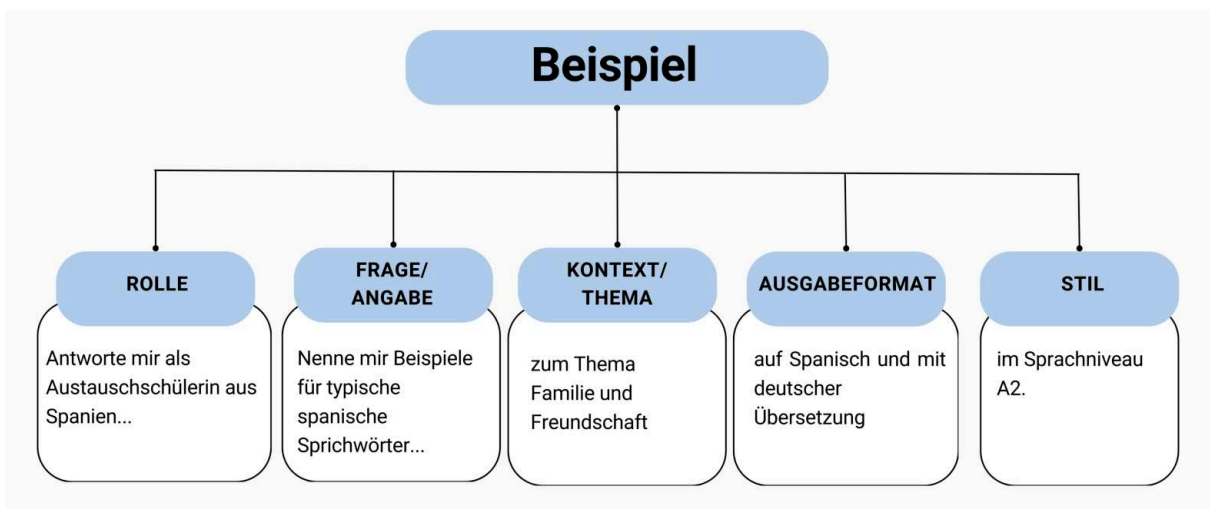 Beispiel
ROLLE
Antworte mir als
Austauschschülerin aus
Spanien...
FRAGE/
ANGABE
Nenne mir Beispiele
für typische
spanische
Sprichwörter...
KONTEXT/
THEMA
zum Thema
Familie und
Freundschaft
AUSGABEFORMAT
auf Spanisch und mit
deutscher
Übersetzung
STIL
im Sprachniveau
A2.